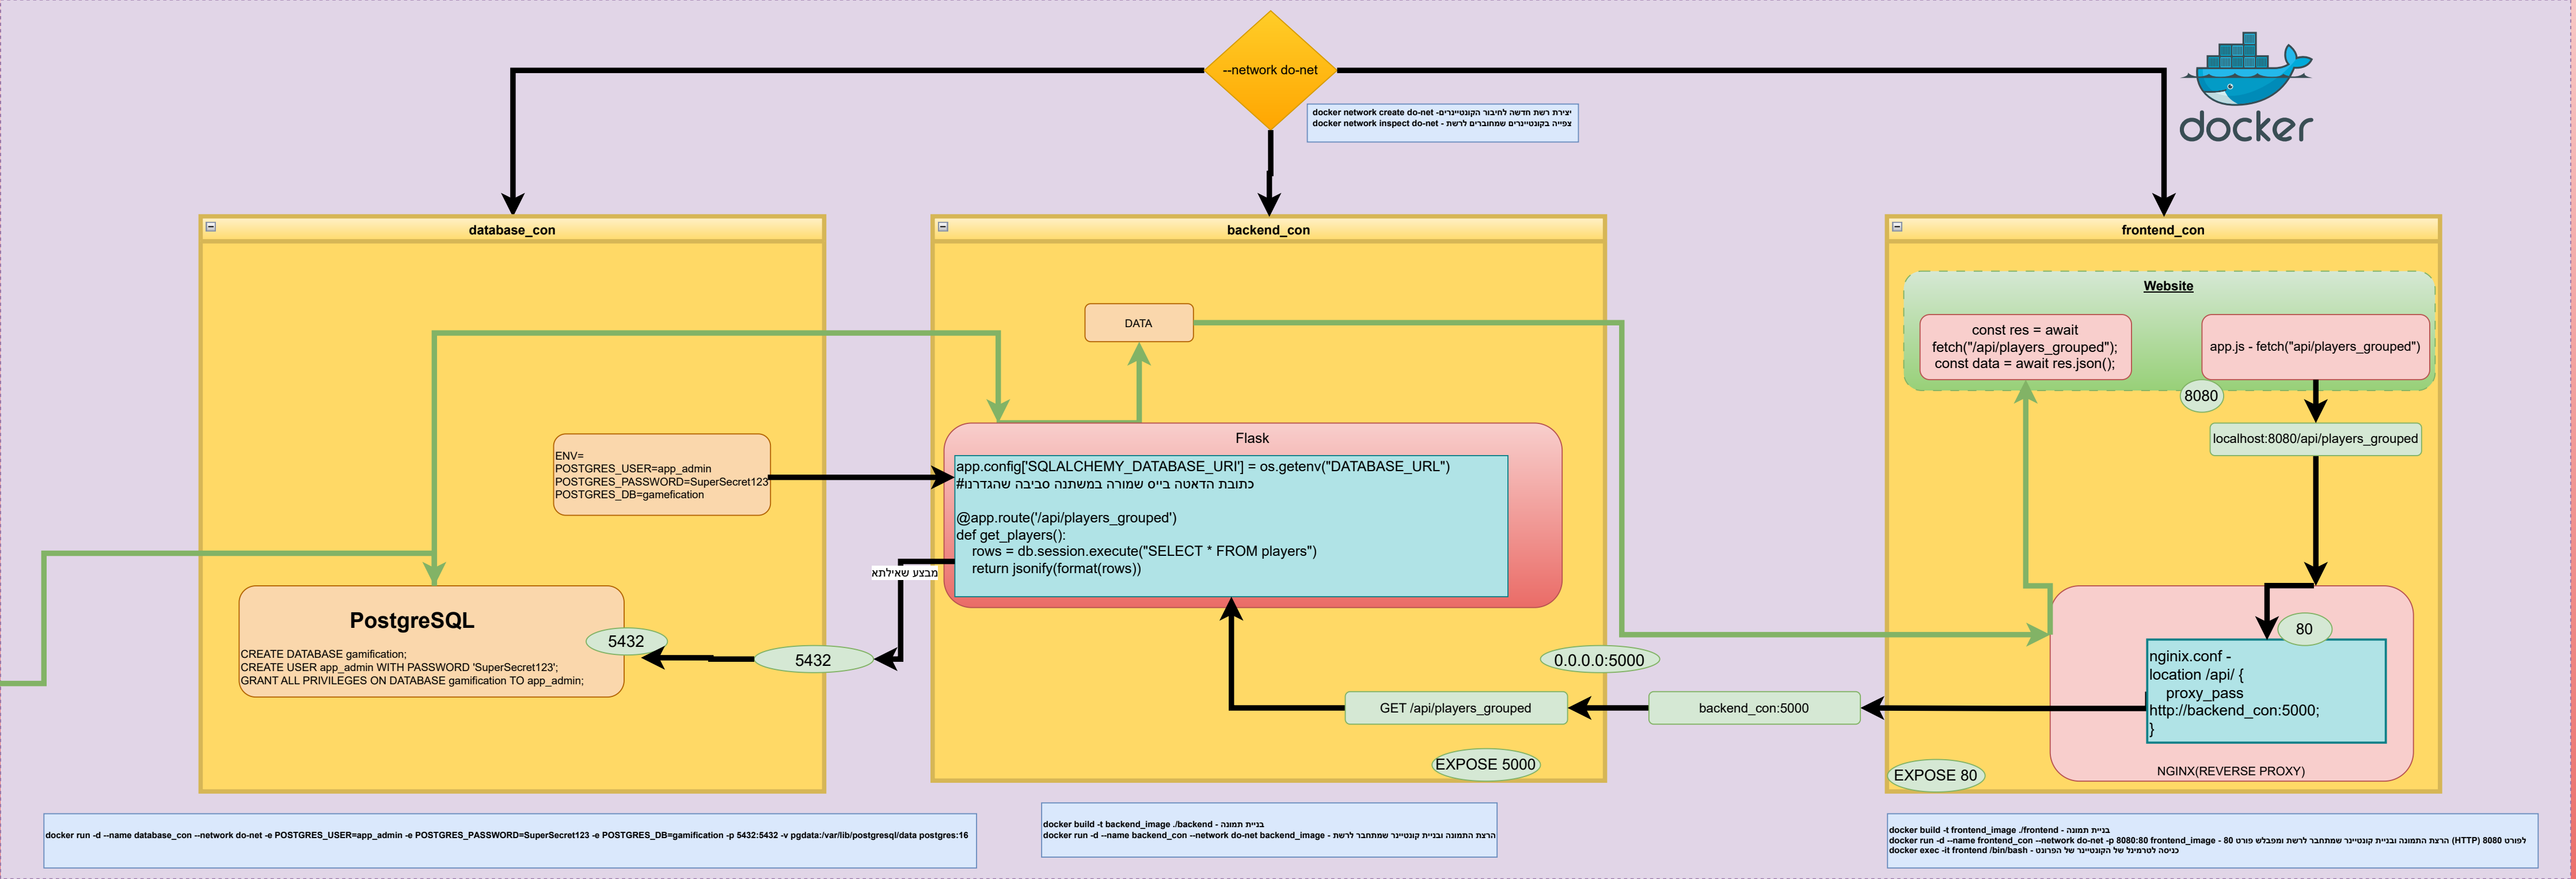 --network do-net
docker
docker network create do-net -יצירת רשת חדשה לחיבור הקונטיינרים
docker network inspect do-net - צפייה בקונטיינרים שמחוברים לרשת
database_con
ENV=
POSTGRES_USER=app_admin
POSTGRES_PASSWORD=SuperSecret123
POSTGRES_DB=gamefication
PostgreSQL
CREATE DATABASE gamification;
CREATE USER app_admin WITH PASSWORD 'SuperSecret123';
GRANT ALL PRIVILEGES ON DATABASE gamification TO app_admin;
5432
5432
מבצע שאילתא
backend_con
DATA
Flask
app.config['SQLALCHEMY_DATABASE_URI'] = os.getenv("DATABASE_URL")
#כתובת הדאטה בייס שמורה במשתנה סביבה שהגדרנו
@app.route('/api/players_grouped')
def get_players():
rows = db.session.execute("SELECT * FROM players")
return jsonify(format(rows))
0.0.0.0:5000
GET /api/players_grouped
backend_con:5000
EXPOSE 5000
frontend_con
Website
const res = await
fetch("/api/players_grouped");
const data = await res.json();
app.js - fetch("api/players_grouped")
8080
localhost:8080/api/players_grouped
80
nginix.conf -
location /api/ {
proxy_pass
http://backend_con:5000;
}
NGINX(REVERSE PROXY)
EXPOSE 80
docker run -d --name database_con --network do-net -e POSTGRES_USER=app_admin -e POSTGRES_PASSWORD=SuperSecret123 -e POSTGRES_DB=gamification -p 5432:5432 -v pgdata:/var/lib/postgresql/data postgres:16
docker build -t backend_image ./backend - בניית תמונה
docker run -d --name backend_con --network do-net backend_image - הרצת התמונה ובניית קונטיינר שמתחבר לרשת
docker build -t frontend_image ./frontend - בניית תמונה
docker run -d --name frontend_con --network do-net -p 8080:80 frontend_image - הרצת התמונה ובניית קונטיינר שמתחבר לרשת ומפבלש פורט 80 (HTTP) לפורט 8080
docker exec -it frontend /bin/bash - כניסה לטרמינל של הקונטיינר של הפרונט